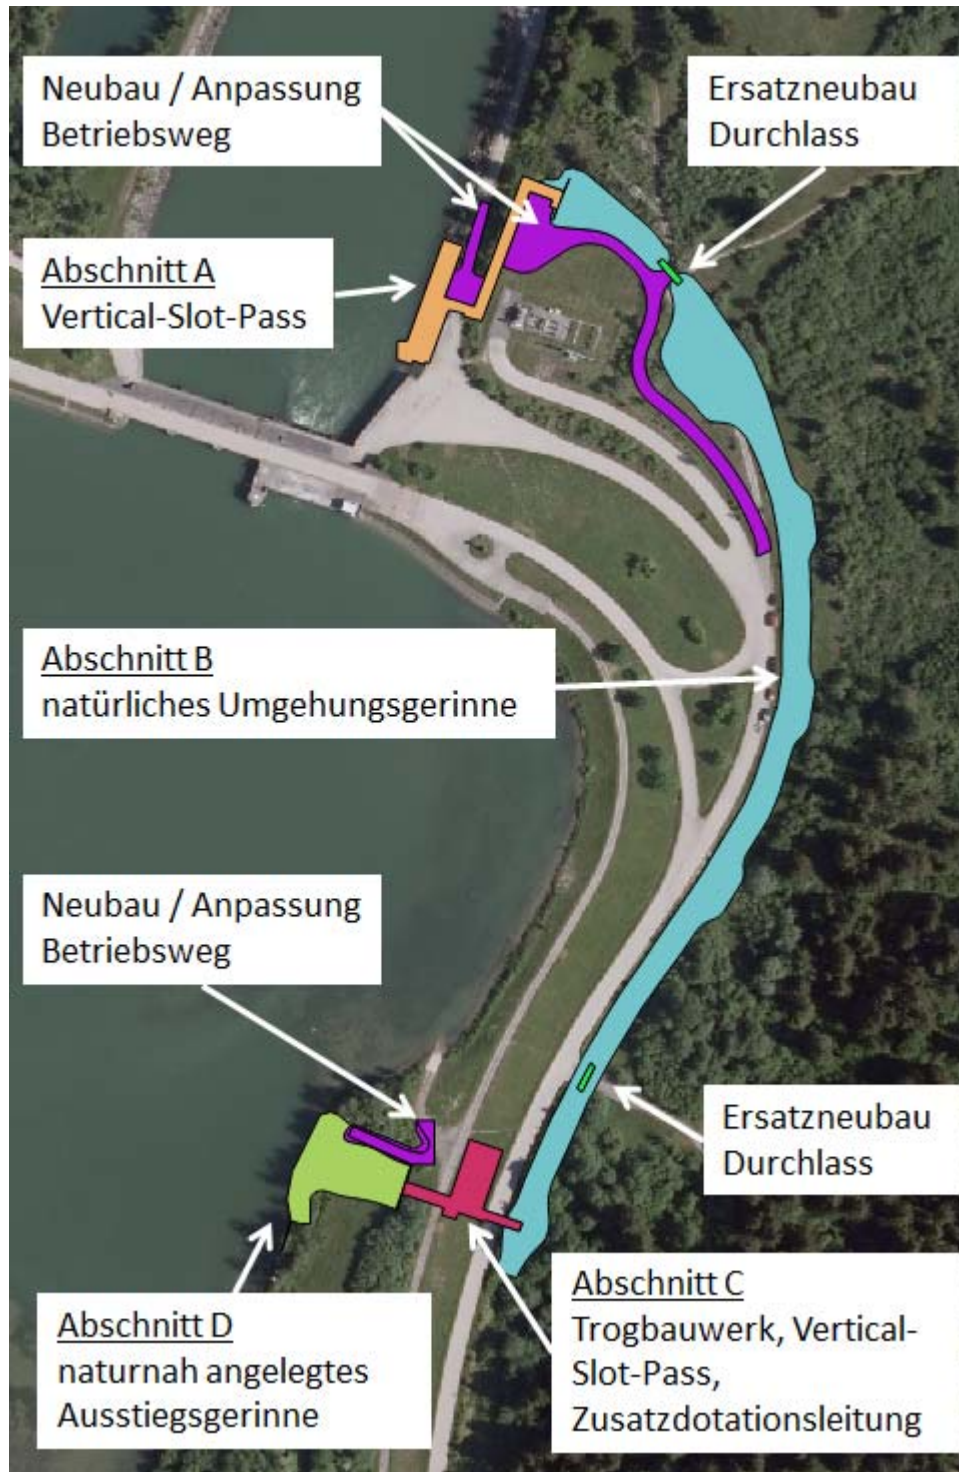 Neubau / Anpassung
Betriebsweg
Ersatzneubau
Durchlass
Abschnitt A
Vertical-Slot-Pass
Abschnitt B
natürliches Umgehungsgerinne
Neubau / Anpassung
Betriebsweg
Ersatzneubau
Durchlass
Abschnitt D
naturnah angelegtes
Ausstiegsgerinne
Abschnitt C
Trogbauwerk, Vertical-
Slot-Pass,
Zusatzdotationsleitung